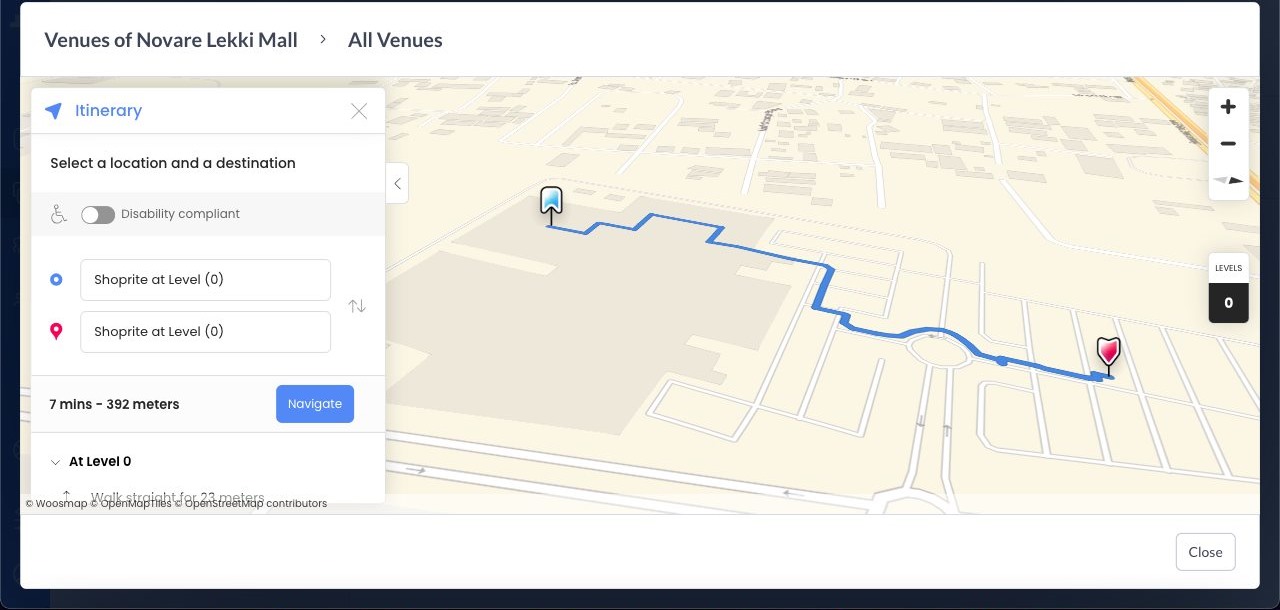 Venues of Novare Lekki Mall > All Venues
Itinerary
Select a location and a destination
Disability compliant
Shoprite at Level (0)
Shoprite at Level (0)
7 mins - 392 meters
Navigate
At Level 0
Walk straight for 23 meters
© Woosmap © OpenMapTiles © OpenStreetMap contributors
LEVELS
0
Close